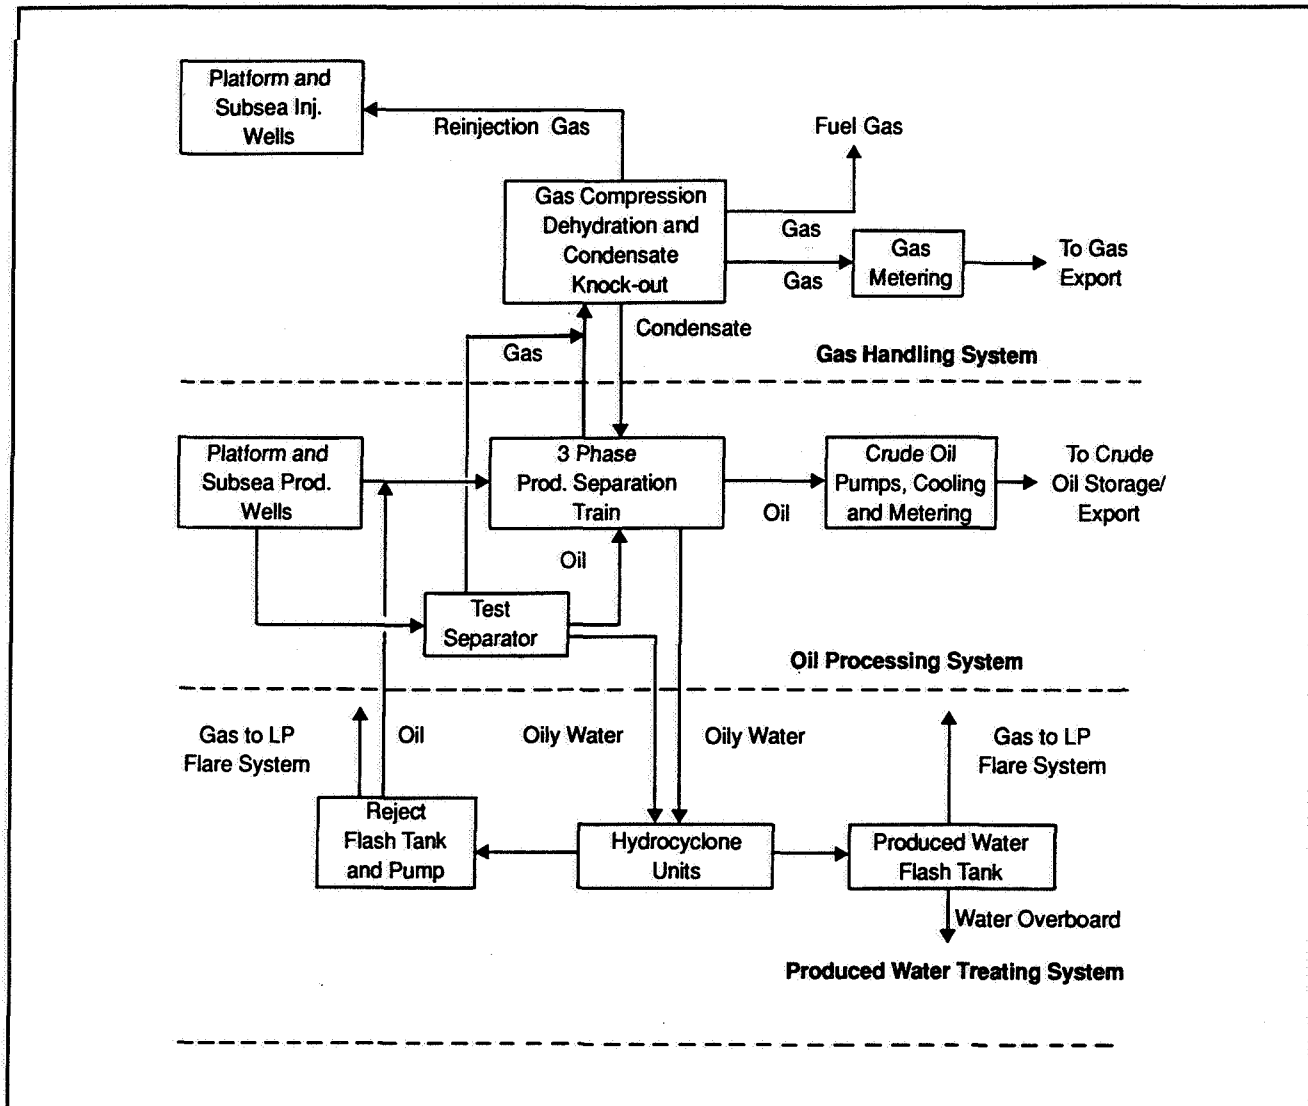 Platform and
Subsea Inj.
Wells
Reinjection Gas
Fuel Gas
Gas Compression
Dehydration and
Condensate
Knock-out
Gas
Gas
Gas
Metering
To Gas
Export
Condensate
Gas
Gas Handling System
Platform and
Subsea Prod.
Wells
3 Phase
Prod. Separation
Train
Oil
Crude Oil
Pumps, Cooling
and Metering
To Crude
Oil Storage/
Export
Oil
Test
Separator
Oil Processing System
Gas to LP
Flare System
Oil
Oily Water
Oily Water
Gas to LP
Flare System
Reject
Flash Tank
and Pump
Hydrocyclone
Units
Produced Water
Flash Tank
Water Overboard
Produced Water Treating System